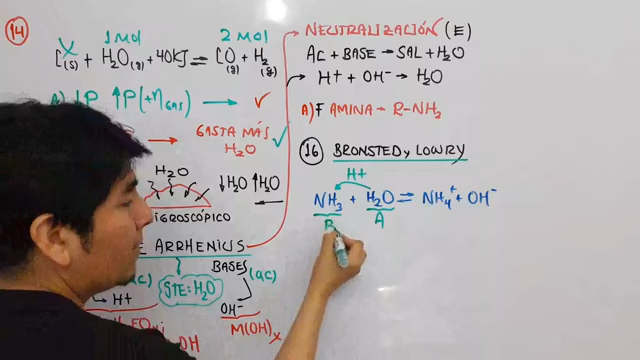 14
1 mol 2 mol
C(s) + H₂O(g) + 40KJ ⇌ CO(g) + H₂(g)
A) ↓P ↑P (+nGAS) → ✓
→ GASTA MÁS H₂O ✓
H₂O
↓H₂O ↑H₂O
HIGROSCÓPICO
ARRHENIUS
(ac) BASES (ac)
H+ STE=H₂O OH⁻
OH M(OH)x
NEUTRALIZACIÓN (E)
AC + BASE → SAL + H₂O
H+ + OH⁻ → H₂O
A) F AMINA → R-NH₂
16 BRONSTED y LOWRY
H+
NH₃ + H₂O ⇌ NH₄⁺ + OH⁻
B A